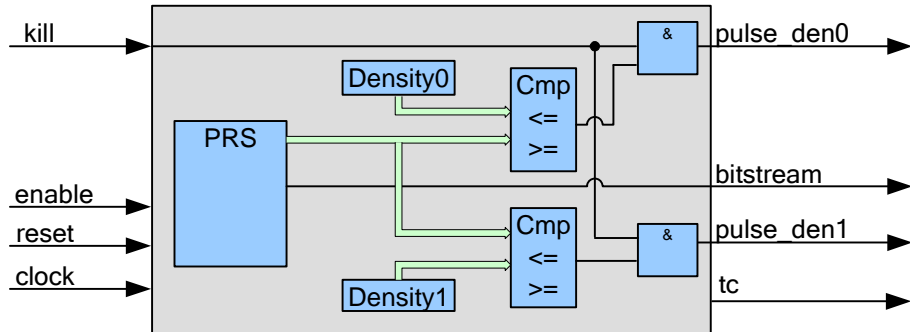 kill
&
pulse_den0
Density0
Cmp
<=
>=
PRS
bitstream
enable
reset
clock
Cmp
<=
>=
&
pulse_den1
Density1
tc